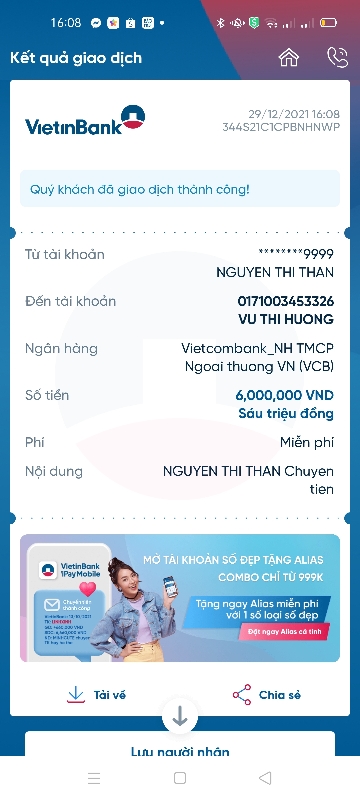 16:08
Kết quả giao dịch
VietinBank
29/12/2021 16:08
344S21C1CPBNHNWP
Quý khách đã giao dịch thành công!
Từ tài khoản
********9999
NGUYEN THI THAN
Đến tài khoản
0171003453326
VU THI HUONG
Ngân hàng
Vietcombank_NH TMCP
Ngoai thuong VN (VCB)
Số tiền
6,000,000 VND
Sáu triệu đồng
Phí
Miễn phí
Nội dung
NGUYEN THI THAN Chuyen
tien
VietinBank
iPay Mobile
Chuyển tiền
thành công
MỞ TÀI KHOẢN SỐ ĐẸP TẶNG ALIAS
COMBO CHỈ TỪ 999K
Tặng ngay Alias miễn phí
với 1 số loại số đẹp
Đặt ngay Alias cá tính
Tải về
Chia sẻ
Lưu người nhận